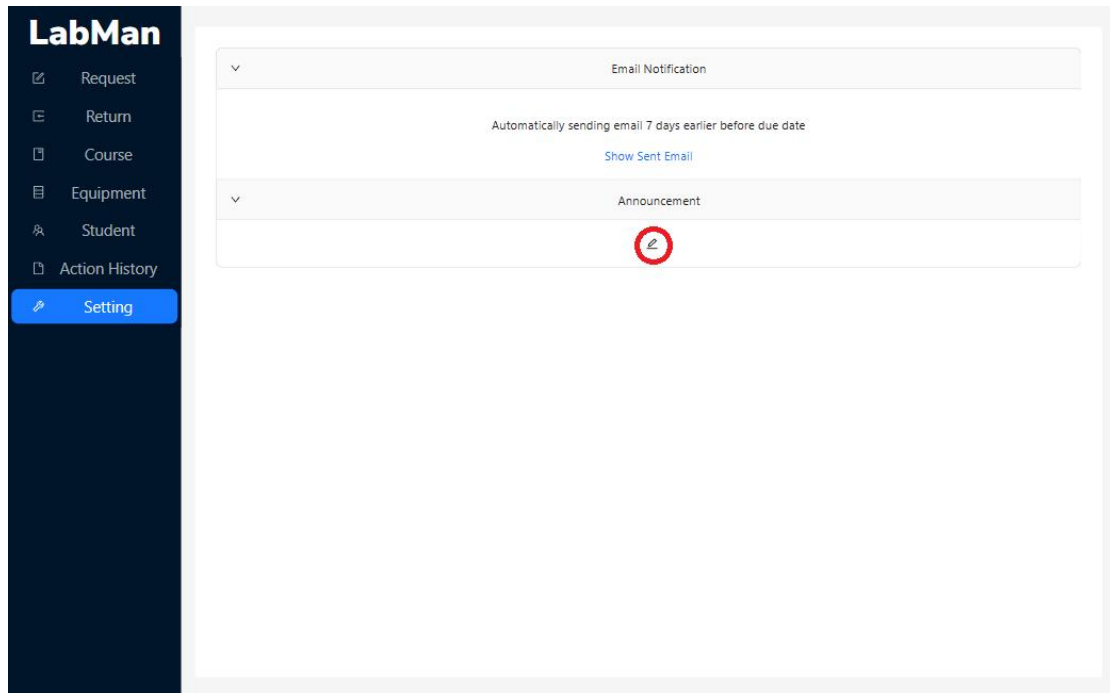 LabMan
Request
Return
Course
Equipment
Student
Action History
Setting
Email Notification
Automatically sending email 7 days earlier before due date
Show Sent Email
Announcement